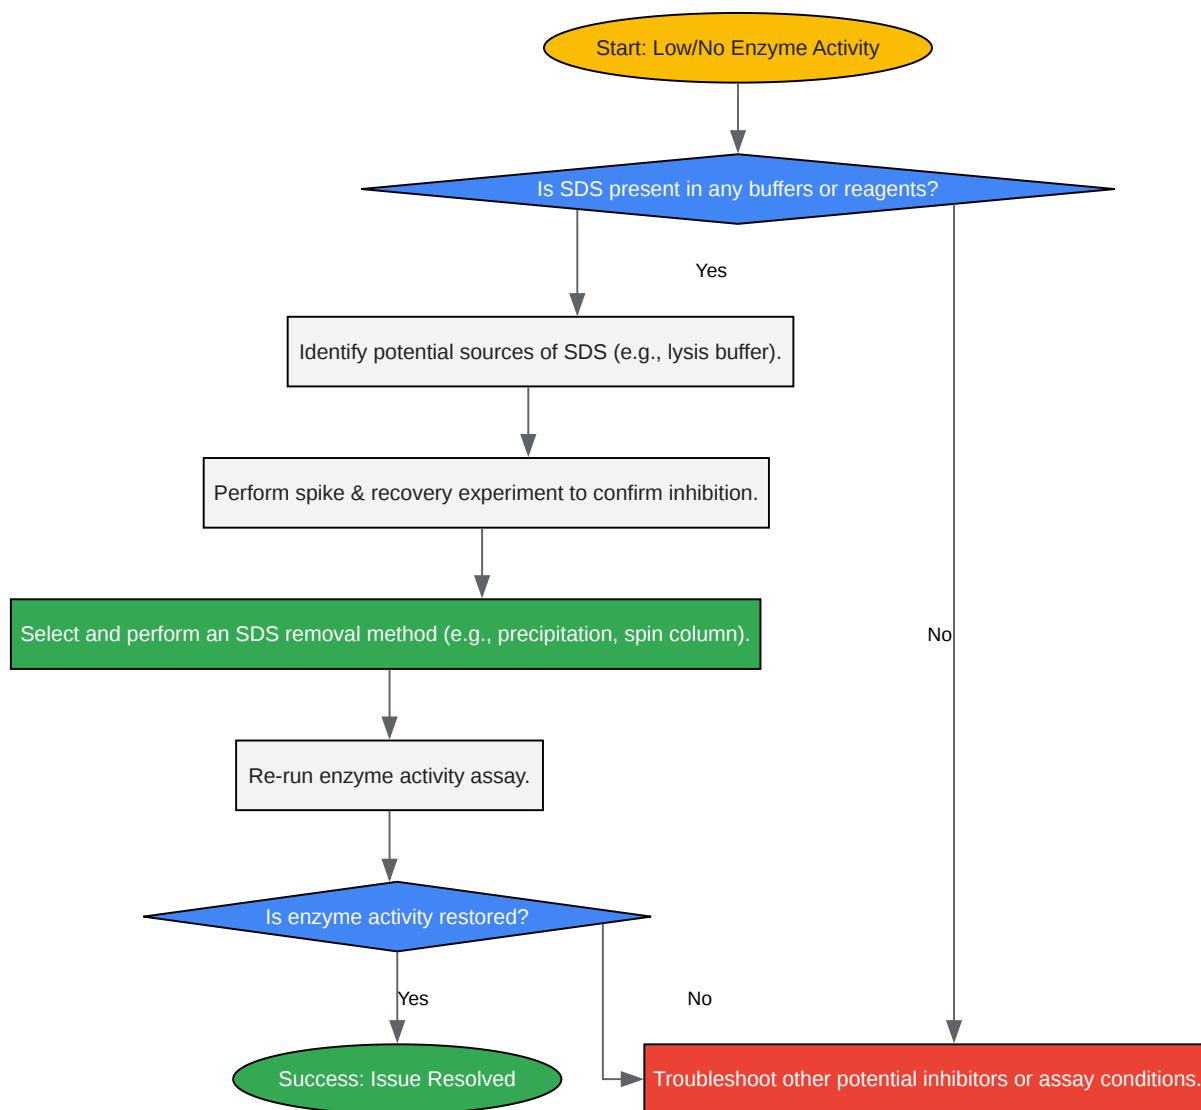 Start: Low/No Enzyme Activity
Is SDS present in any buffers or reagents?
Yes
Identify potential sources of SDS (e.g., lysis buffer).
Perform spike & recovery experiment to confirm inhibition.
Select and perform an SDS removal method (e.g., precipitation, spin column).
No
Re-run enzyme activity assay.
Is enzyme activity restored?
Yes
No
Success: Issue Resolved
Troubleshoot other potential inhibitors or assay conditions.